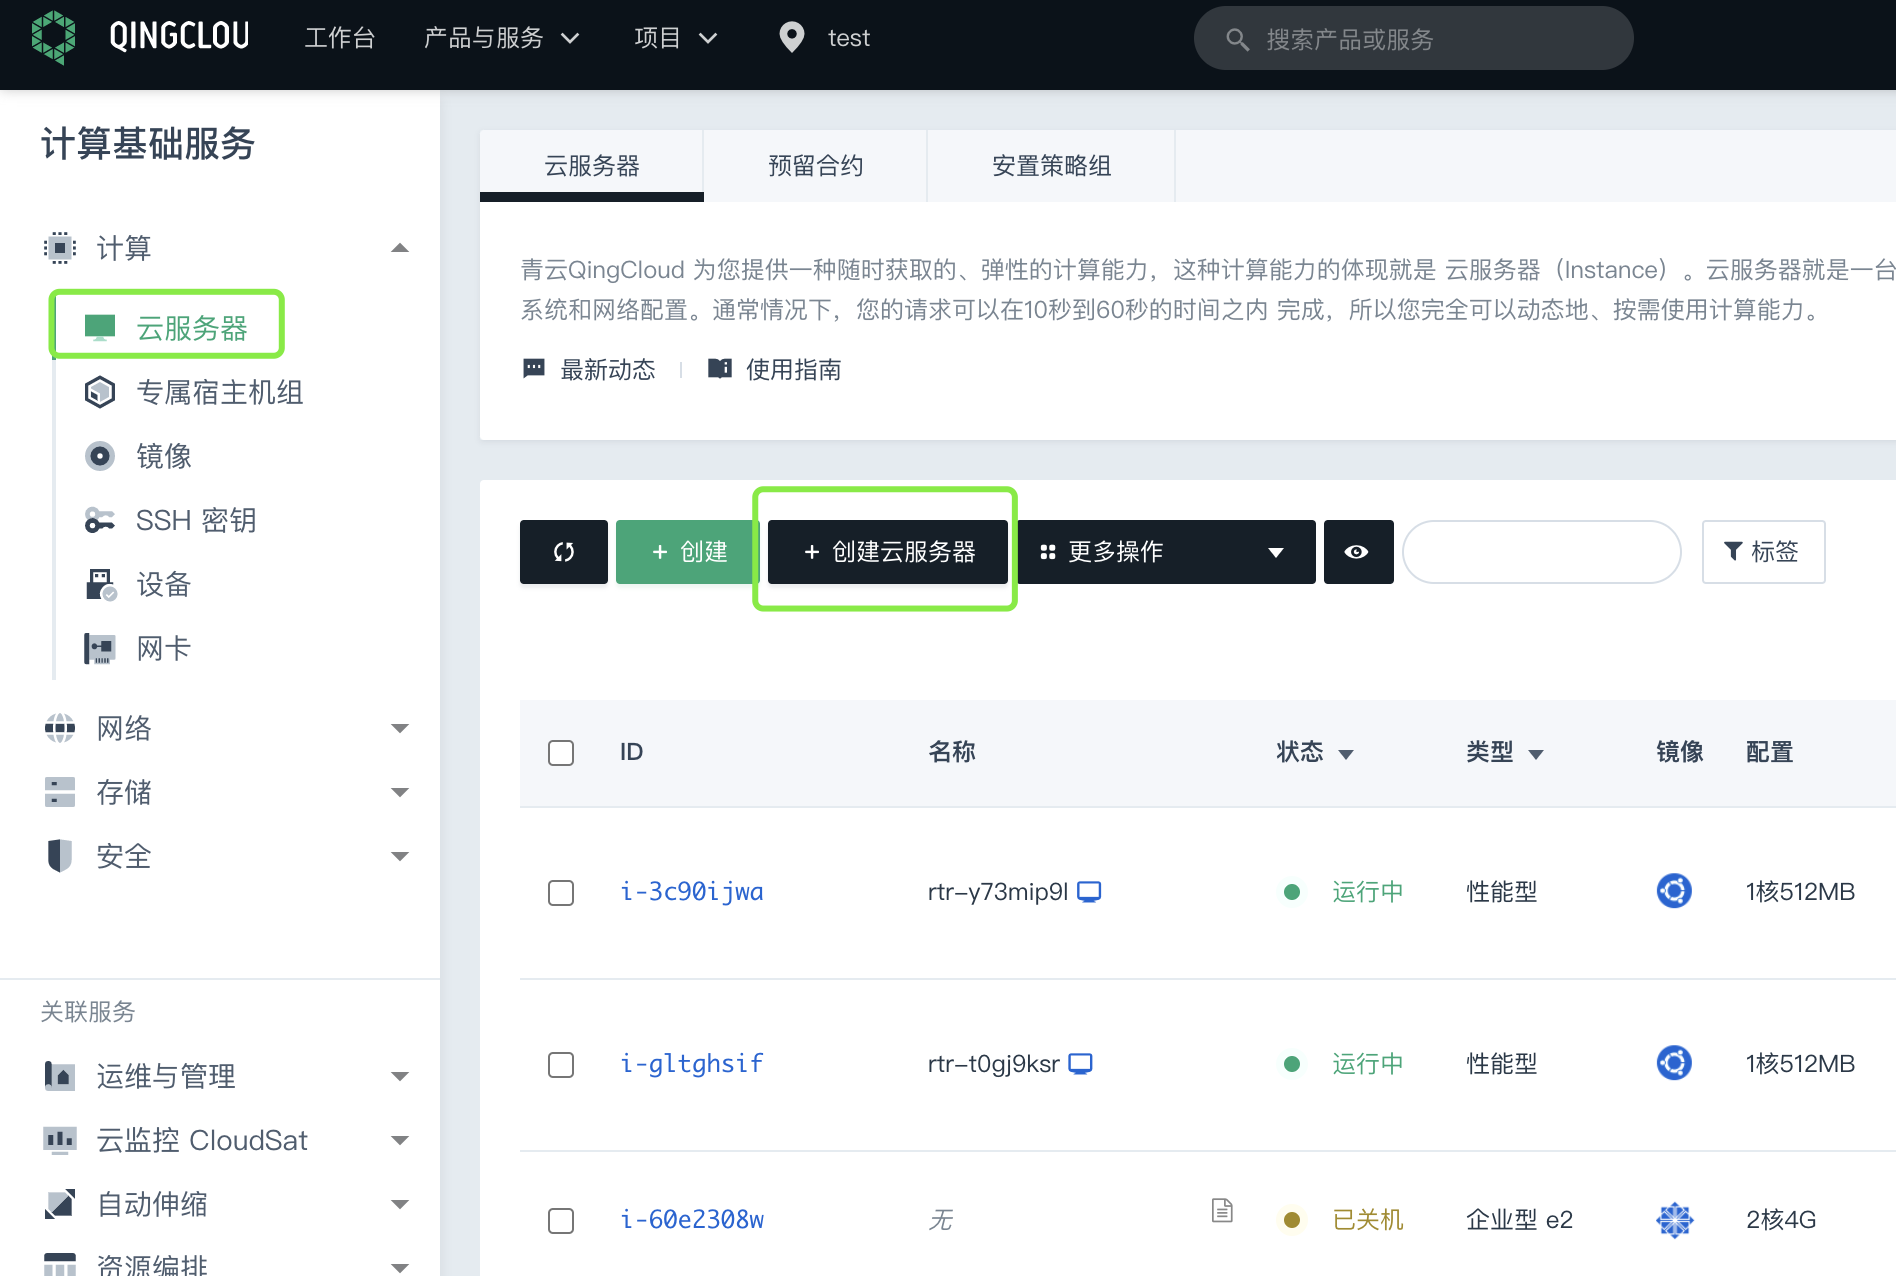 QINGCLOU
工作台
产品与服务
项目
test
搜索产品或服务
计算基础服务
计算
云服务器
专属宿主机组
镜像
SSH 密钥
设备
网卡
网络
存储
安全
关联服务
运维与管理
云监控 CloudSat
自动伸缩
资源编排
云服务器
预留合约
安置策略组
青云QingCloud 为您提供一种随时获取的、弹性的计算能力，这种计算能力的体现就是 云服务器（Instance）。云服务器就是一台
系统和网络配置。通常情况下，您的请求可以在10秒到60秒的时间之内 完成，所以您完全可以动态地、按需使用计算能力。
最新动态
使用指南
+ 创建
+ 创建云服务器
更多操作
标签
ID 名称 状态 类型 镜像 配置
i-3c90ijwa rtr-y73mip9l 运行中 性能型 1核512MB
i-gltghsif rtr-t0gj9ksr 运行中 性能型 1核512MB
i-60e2308w 无 已关机 企业型 e2 2核4G